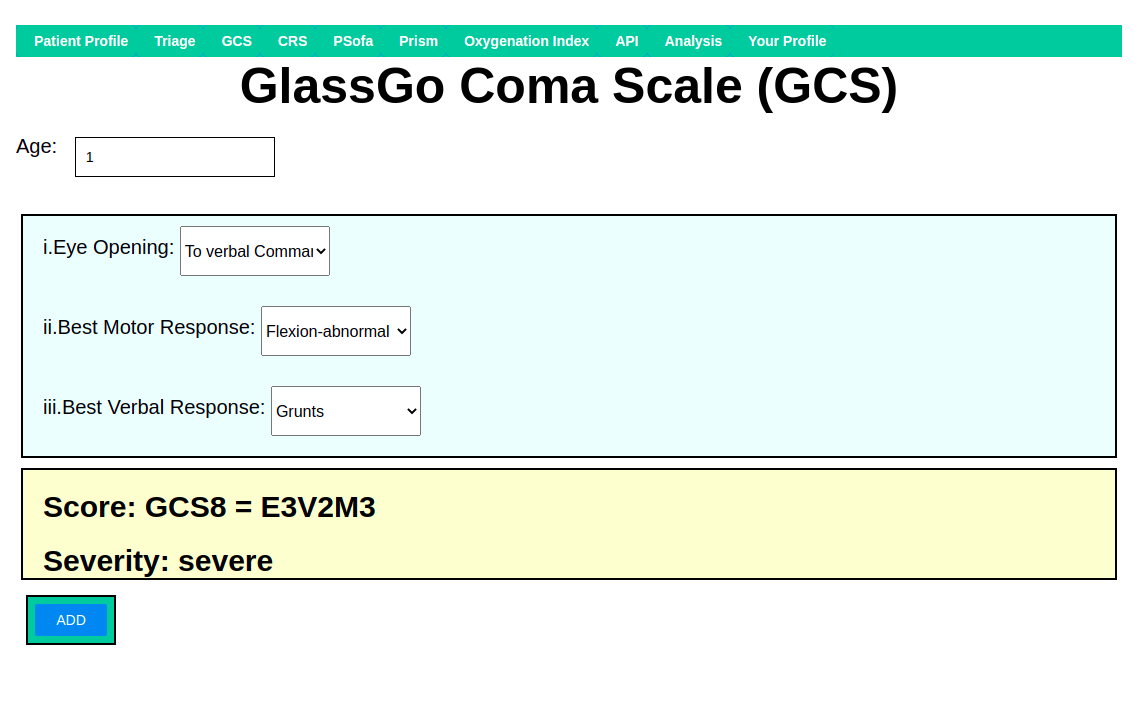 Patient Profile Triage GCS CRS PSofa Prism Oxygenation Index API Analysis Your Profile
GlassGo Coma Scale (GCS)
Age: 1
i.Eye Opening: To verbal Comma
ii.Best Motor Response: Flexion-abnormal
iii.Best Verbal Response: Grunts
Score: GCS8 = E3V2M3
Severity: severe
ADD